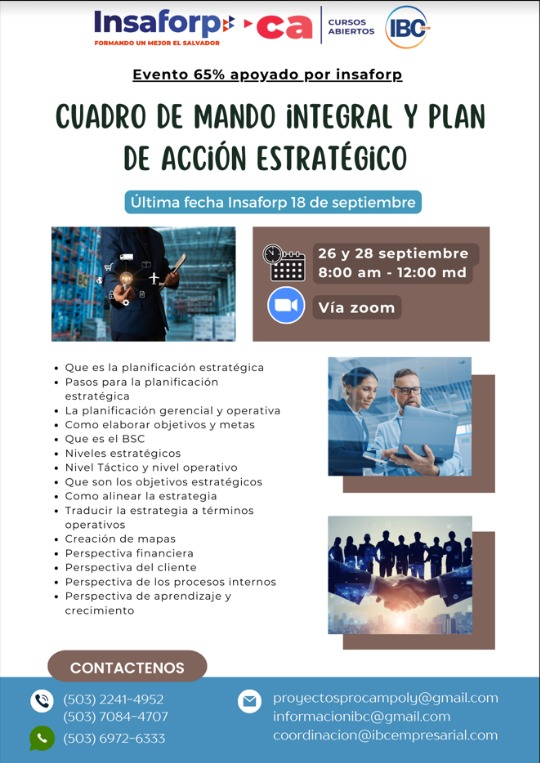 Insaforp
FORMANDO UN MEJOR EL SALVADOR
ca
CURSOS
ABIERTOS
IBC
Evento 65% apoyado por insaforp
CUADRO DE MANDO INTEGRAL Y PLAN
DE ACCIÓN ESTRATÉGICO
Última fecha Insaforp 18 de septiembre
26 y 28 septiembre
8:00 am - 12:00 md
Vía zoom
• Que es la planificación estratégica
• Pasos para la planificación
estratégica
• La planificación gerencial y operativa
• Como elaborar objetivos y metas
• Que es el BSC
• Niveles estratégicos
• Nivel Táctico y nivel operativo
• Que son los objetivos estratégicos
• Como alinear la estrategia
• Traducir la estrategia a términos
operativos
• Creación de mapas
• Perspectiva financiera
• Perspectiva del cliente
• Perspectiva de los procesos internos
• Perspectiva de aprendizaje y
crecimiento
CONTACTENOS
(503) 2241-4952
(503) 7084-4707
(503) 6972-6333
proyectosprocampoly@gmail.com
informacionibc@gmail.com
coordinacion@ibcempresarial.com